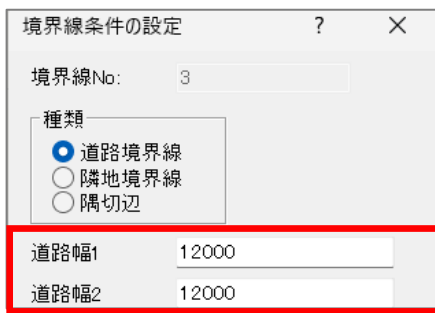 境界線条件の設定 ? ×
境界線No: 3
種類
道路境界線
隣地境界線
隅切辺
道路幅1 12000
道路幅2 12000